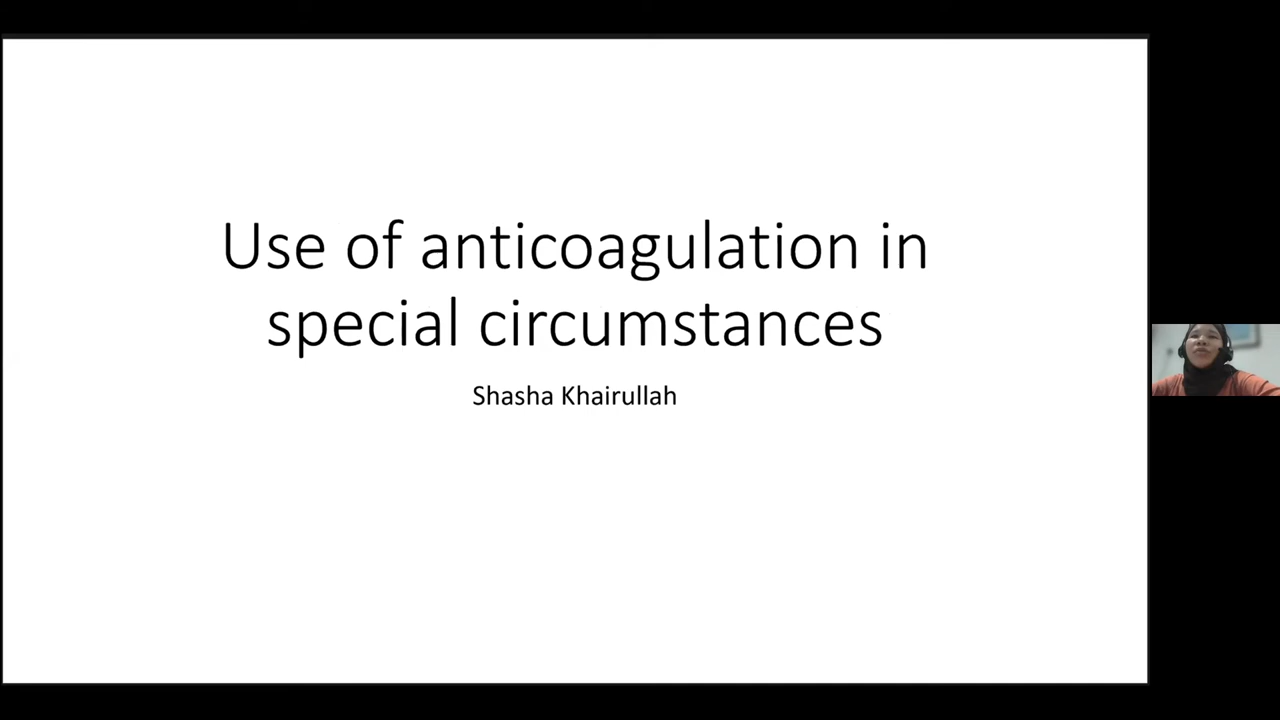 Use of anticoagulation in
special circumstances
Shasha Khairullah